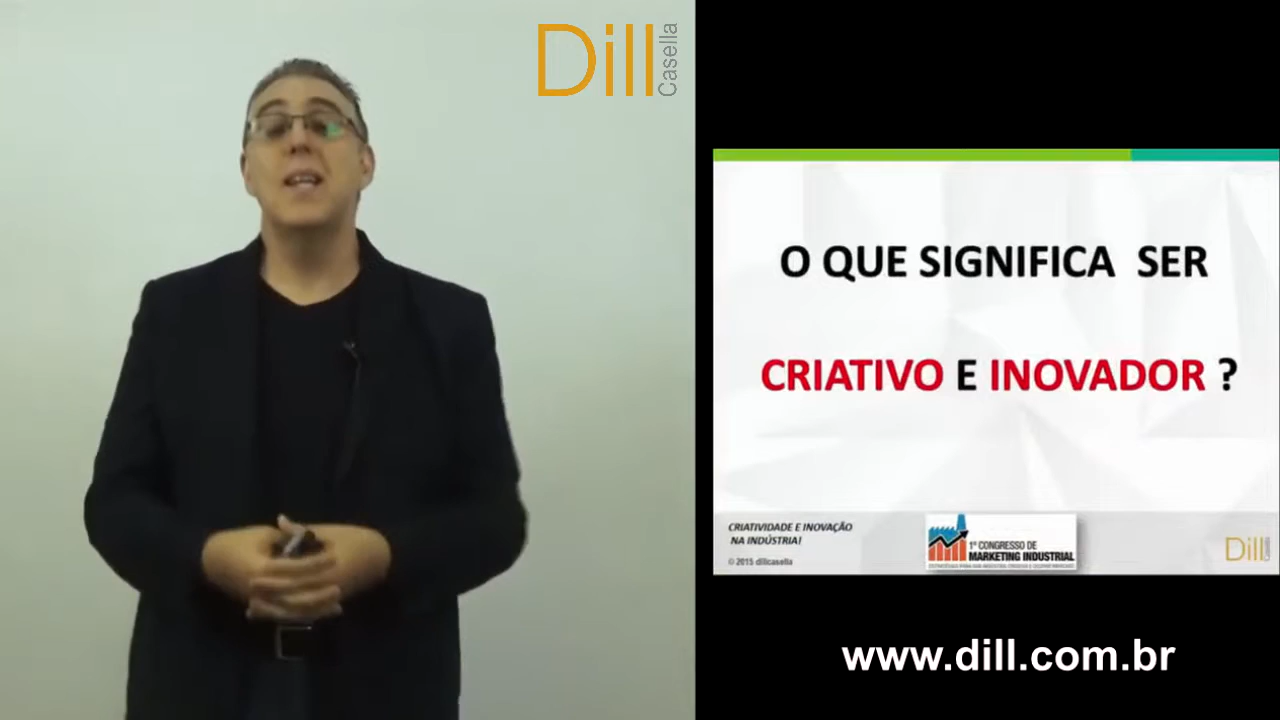 Dill
Casella
O QUE SIGNIFICA SER
CRIATIVO E INOVADOR ?
CRIATIVIDADE E INOVAÇÃO
NA INDÚSTRIA!
© 2015 dillcasella
1º CONGRESSO DE
MARKETING INDUSTRIAL
Dill
Casella
www.dill.com.br